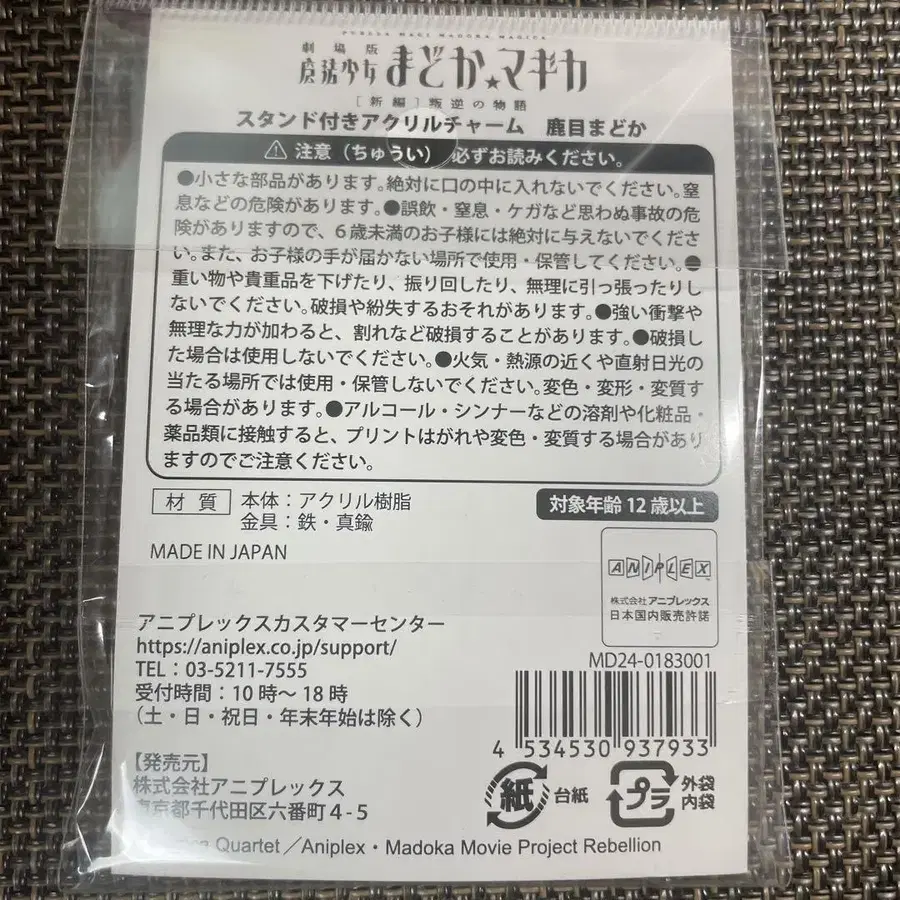 PUELLA MAGI MADOKA MAGICA
劇場版
魔法少女まどか★マギカ
[新編]叛逆の物語
スタンド付きアクリルチャーム 鹿目まどか
⚠ 注意(ちゅうい) 必ずお読みください。
●小さな部品があります。絶対に口の中に入れないでください。窒
息などの危険があります。●誤飲・窒息・ケガなど思わぬ事故の危
険がありますので、6歳未満のお子様には絶対に与えないでくださ
い。また、お子様の手が届かない場所で使用・保管してください。●
重い物や貴重品を下げたり、振り回したり、無理に引っ張ったりし
ないでください。破損や紛失するおそれがあります。●強い衝撃や
無理な力が加わると、割れなど破損することがあります。●破損し
た場合は使用しないでください。●火気・熱源の近くや直射日光の
当たる場所では使用・保管しないでください。変色・変形・変質す
る場合があります。●アルコール・シンナーなどの溶剤や化粧品・
薬品類に接触すると、プリントはがれや変色・変質する場合があり
ますのでご注意ください。
材質 本体:アクリル樹脂
金具:鉄・真鍮
対象年齢12歳以上
MADE IN JAPAN
ANIPLEX
株式会社アニプレックス
日本国内販売許諾
アニプレックスカスタマーセンター
https://aniplex.co.jp/support/
TEL:03-5211-7555
受付時間:10時〜18時
(土・日・祝日・年末年始は除く)
MD24-0183001
4 534530 937933
【発売元】
株式会社アニプレックス
東京都千代田区六番町4-5
紙 台紙
プラ 外袋
内袋
Quartet/Aniplex・Madoka Movie Project Rebellion